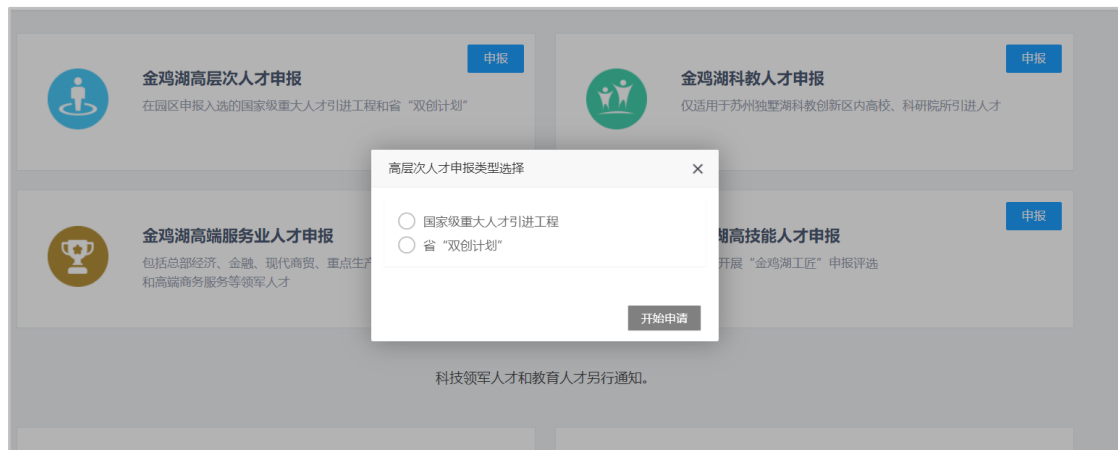 申报
申报
金鸡湖高层次人才申报
金鸡湖科教人才申报
在园区申报入选的国家级重大人才引进工程和省“双创计划”
仅适用于苏州独墅湖科教创新区内高校、科研院所引进人才
高层次人才申报类型选择
国家级重大人才引进工程
省“双创计划”
开始申请
申报
金鸡湖高端服务业人才申报
湖高技能人才申报
包括总部经济、金融、现代商贸、重点生产
和高端商务服务等领军人才
开展“金鸡湖工匠”申报评选
科技领军人才和教育人才另行通知。